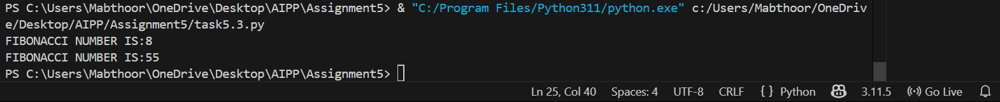 PS C:\Users\Mabthoor\OneDrive\Desktop\AIPP\Assignment5> & "C:/Program Files/Python311/python.exe" c:/Users/Mabthoor/OneDriv
e/Desktop/AIPP/Assignment5/task5.3.py
FIBONACCI NUMBER IS:8
FIBONACCI NUMBER IS:55
PS C:\Users\Mabthoor\OneDrive\Desktop\AIPP\Assignment5>
Ln 25, Col 40 Spaces: 4 UTF-8 CRLF { } Python 3.11.5 Go Live